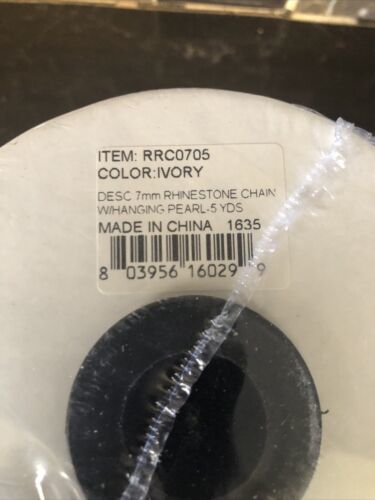 ITEM: RRC0705
COLOR:IVORY
DESC 7mm RHINESTONE CHAIN
W/HANGING PEARL-5 YDS
MADE IN CHINA 1635
8 03956 16029 9